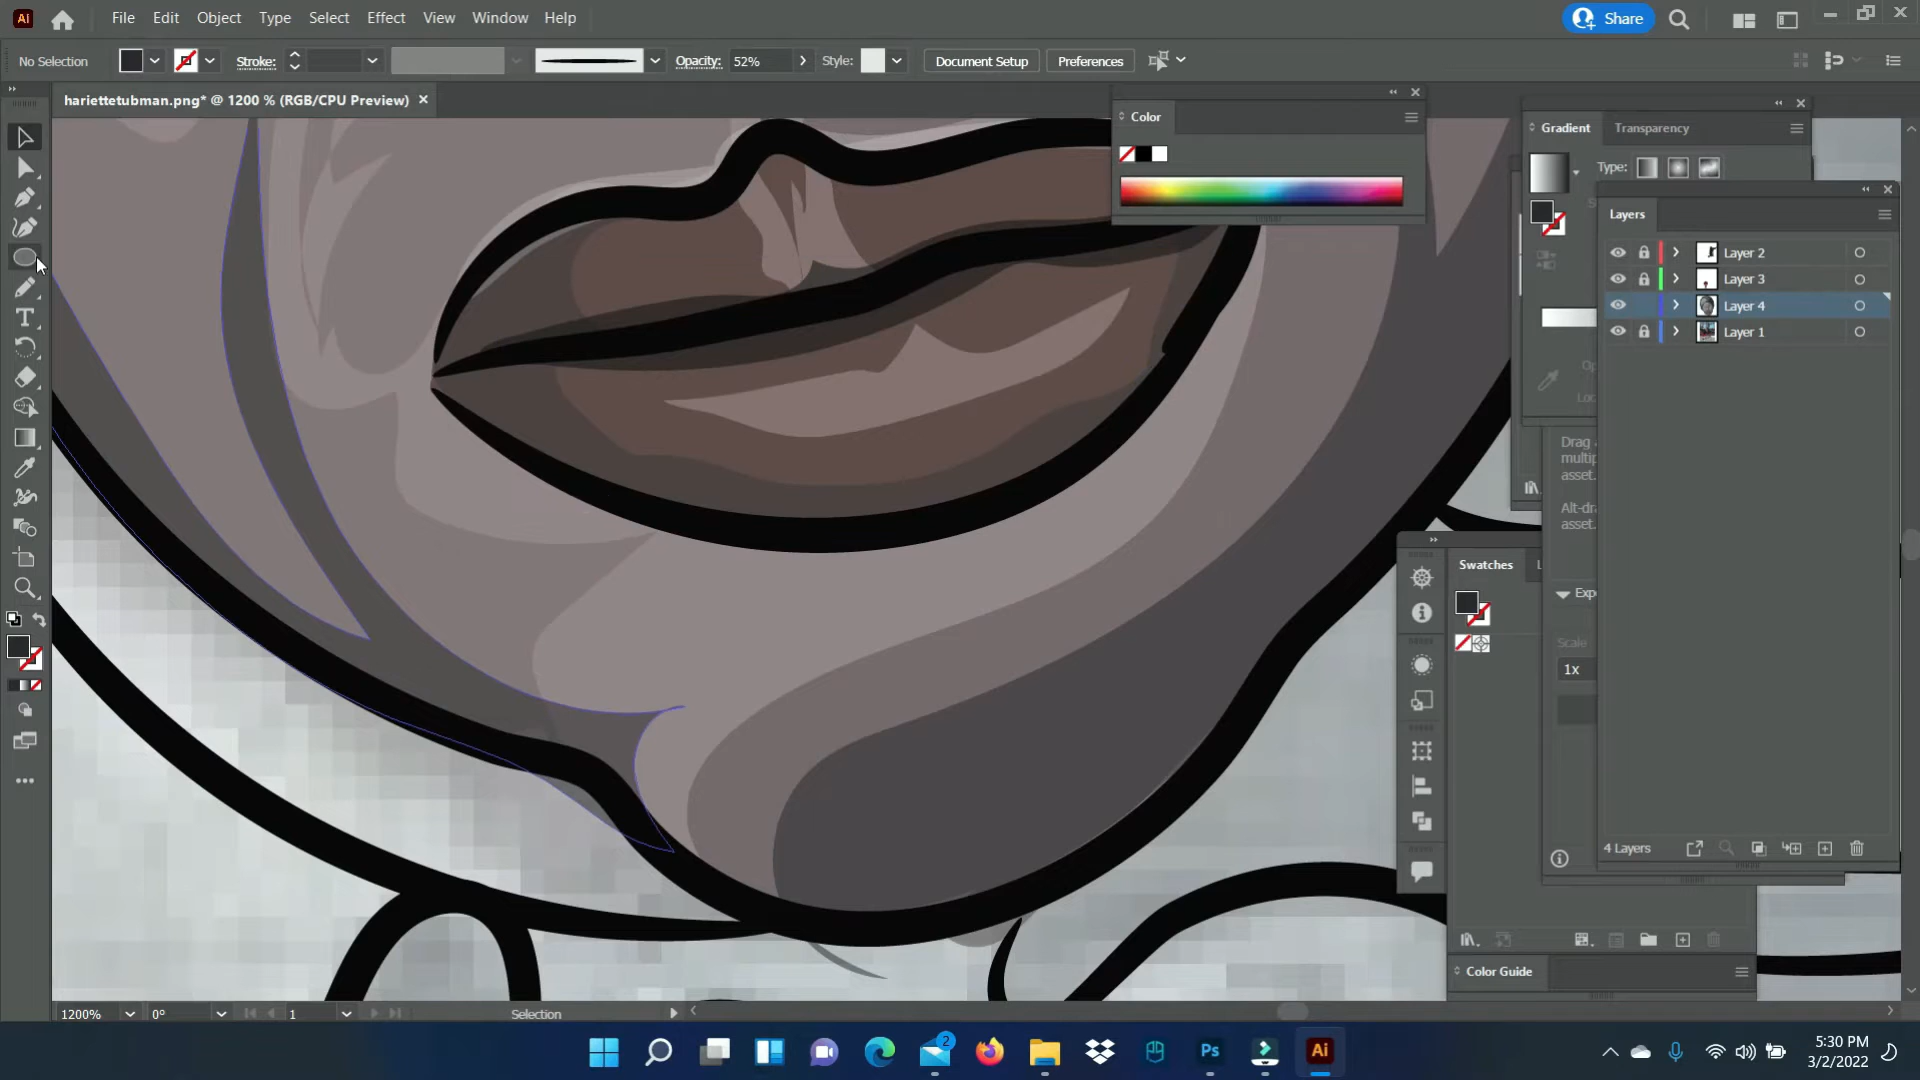 Ai File Edit Object Type Select Effect View Window Help Share
No Selection Stroke: Opacity: 52% Style: Document Setup Preferences
hariettetubman.png* @ 1200 % (RGB/CPU Preview)
Color
Gradient Transparency
Type:
Layers
Layer 2
Layer 3
Layer 4
Layer 1
Drag
multip
asset.
Alt-dra
asset.
Swatches
Exp
Scale
1x
4 Layers
Color Guide
1200% 0° 1 Selection
2
Ps Ai
5:30 PM
3/2/2022